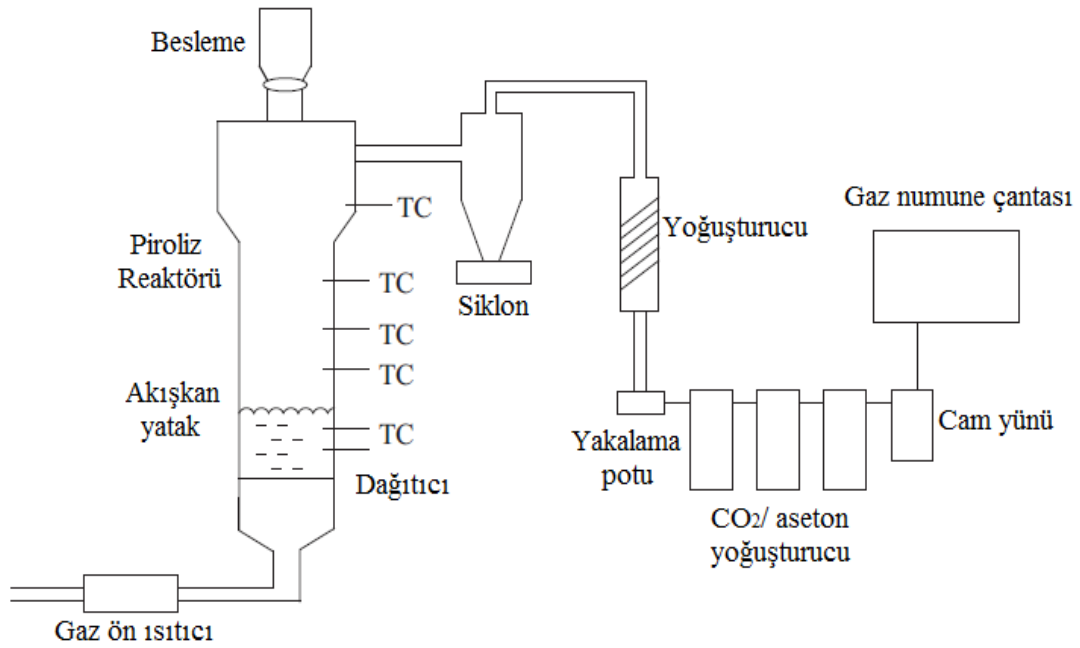 Besleme
TC
Piroliz
Reaktörü
TC
TC
TC
Akışkan
yatak
TC
Dağıtıcı
Gaz ön ısıtıcı
Siklon
Yoğuşturucu
Yakalama
potu
CO2/ aseton
yoğuşturucu
Gaz numune çantası
Cam yünü